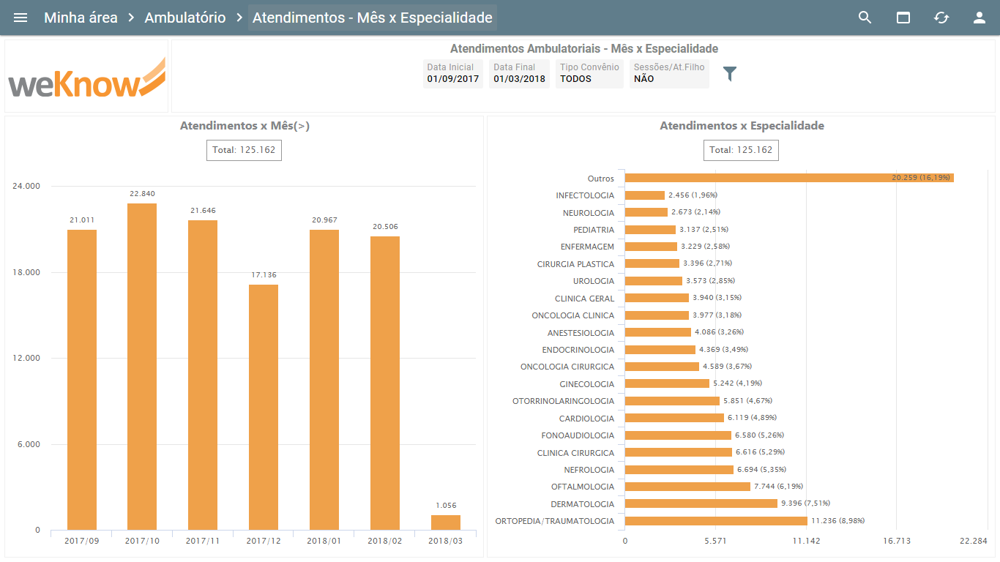 Minha área > Ambulatório > Atendimentos - Mês x Especialidade
weKnow
Atendimentos Ambulatoriais - Mês x Especialidade
Data Inicial
01/09/2017
Data Final
01/03/2018
Tipo Convênio
TODOS
Sessões/At.Filho
NÃO
Atendimentos x Mês(>)
Total: 125.162
24.000
18.000
12.000
6.000
0
21.011
22.840
21.646
17.136
20.967
20.506
1.056
2017/09
2017/10
2017/11
2017/12
2018/01
2018/02
2018/03
Atendimentos x Especialidade
Total: 125.162
Outros 20.259 (16,19%)
INFECTOLOGIA 2.456 (1,96%)
NEUROLOGIA 2.673 (2,14%)
PEDIATRIA 3.137 (2,51%)
ENFERMAGEM 3.229 (2,58%)
CIRURGIA PLASTICA 3.396 (2,71%)
UROLOGIA 3.573 (2,85%)
CLINICA GERAL 3.940 (3,15%)
ONCOLOGIA CLINICA 3.977 (3,18%)
ANESTESIOLOGIA 4.086 (3,26%)
ENDOCRINOLOGIA 4.369 (3,49%)
ONCOLOGIA CIRURGICA 4.589 (3,67%)
GINECOLOGIA 5.242 (4,19%)
OTORRINOLARINGOLOGIA 5.851 (4,67%)
CARDIOLOGIA 6.119 (4,89%)
FONOAUDIOLOGIA 6.580 (5,26%)
CLINICA CIRURGICA 6.616 (5,29%)
NEFROLOGIA 6.694 (5,35%)
OFTALMOLOGIA 7.744 (6,19%)
DERMATOLOGIA 9.396 (7,51%)
ORTOPEDIA/TRAUMATOLOGIA 11.236 (8,98%)
0 5.571 11.142 16.713 22.284